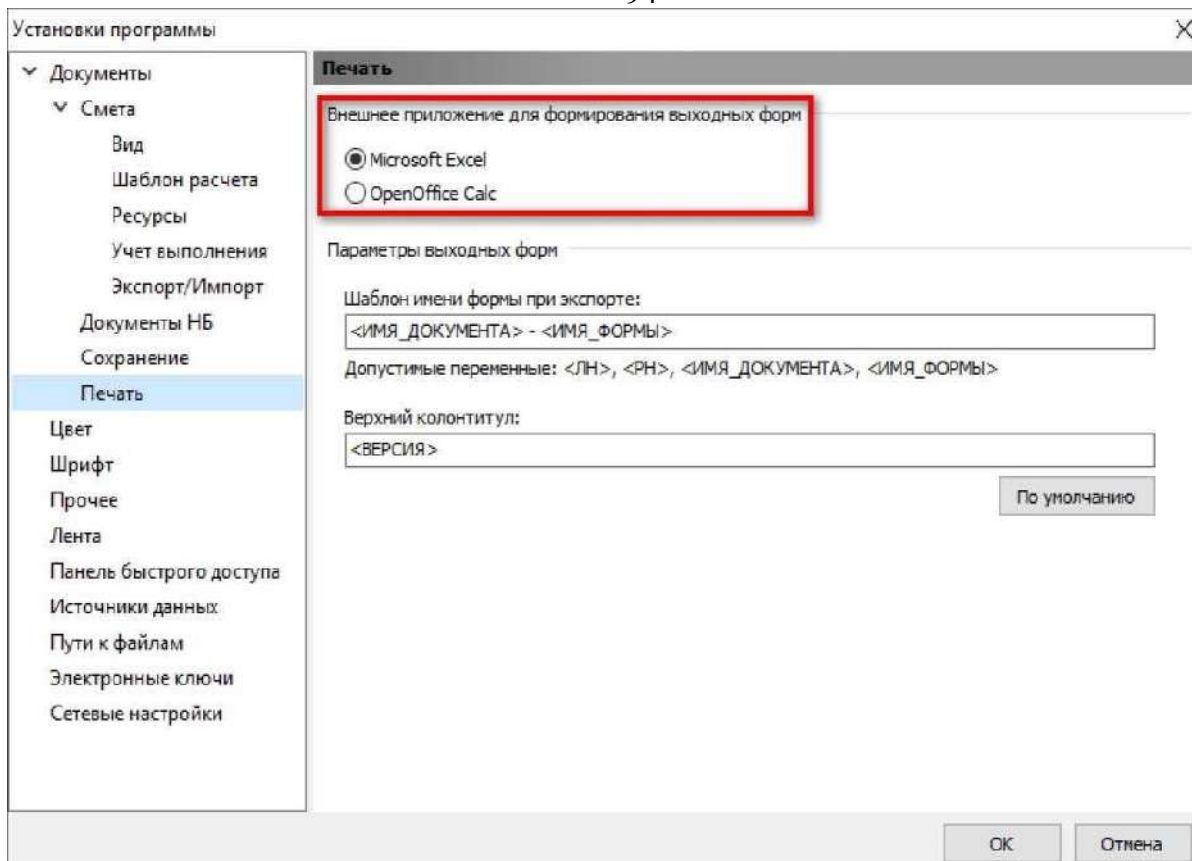 Установки программы
Документы
Смета
Вид
Шаблон расчета
Ресурсы
Учет выполнения
Экспорт/Импорт
Документы НБ
Сохранение
Печать
Цвет
Шрифт
Прочее
Лента
Панель быстрого доступа
Источники данных
Пути к файлам
Электронные ключи
Сетевые настройки
Печать
Внешнее приложение для формирования выходных форм
Microsoft Excel
OpenOffice Calc
Параметры выходных форм
Шаблон имени формы при экспорте:
<ИМЯ_ДОКУМЕНТА> - <ИМЯ_ФОРМЫ>
Допустимые переменные: <ЛН>, <РН>, <ИМЯ_ДОКУМЕНТА>, <ИМЯ_ФОРМЫ>
Верхний колонтитул:
<ВЕРСИЯ>
По умолчанию
ОК
Отмена